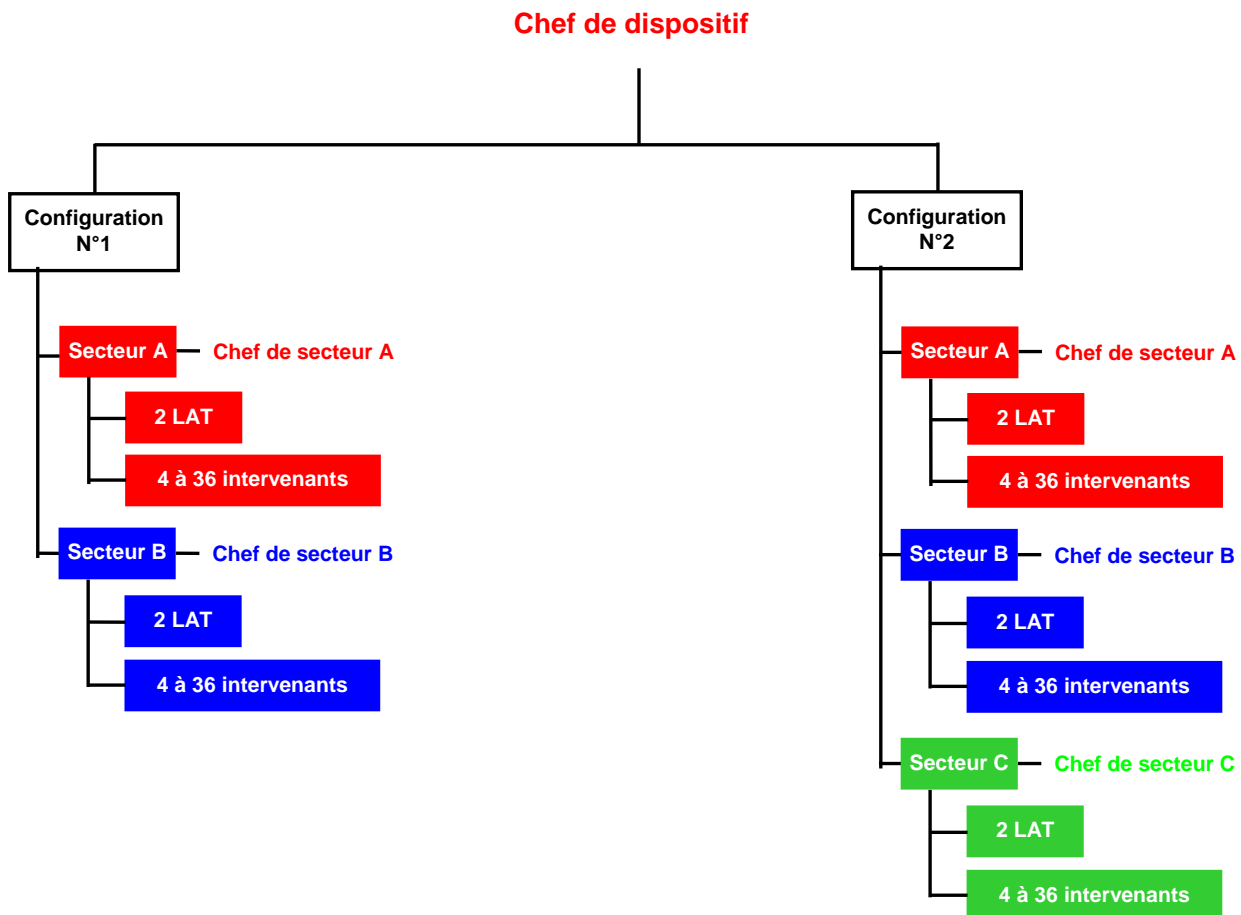 Chef de dispositif
Configuration
N°1
Secteur A
Chef de secteur A
2 LAT
4 à 36 intervenants
Secteur B
Chef de secteur B
2 LAT
4 à 36 intervenants
Configuration
N°2
Secteur A
Chef de secteur A
2 LAT
4 à 36 intervenants
Secteur B
Chef de secteur B
2 LAT
4 à 36 intervenants
Secteur C
Chef de secteur C
2 LAT
4 à 36 intervenants